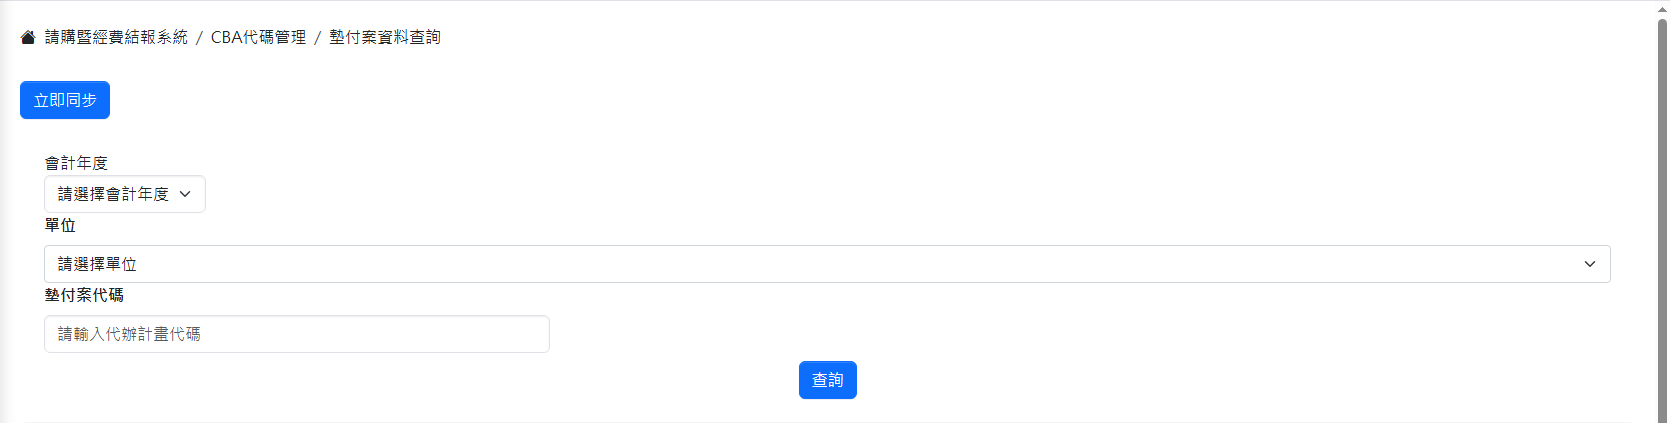 請購暨經費結報系統 / CBA代碼管理 / 墊付案資料查詢
立即同步
會計年度
請選擇會計年度
單位
請選擇單位
墊付案代碼
請輸入代辦計畫代碼
查詢